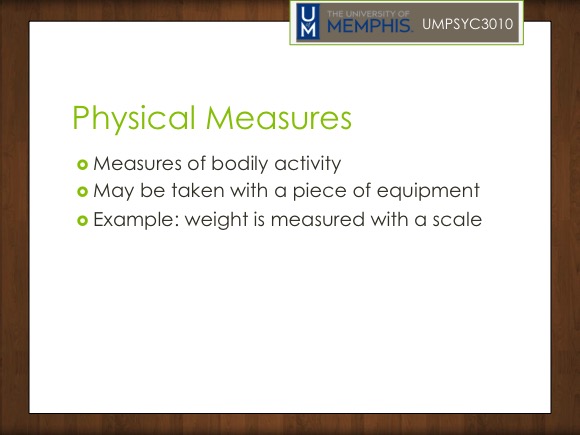 UM
THE UNIVERSITY OF
MEMPHIS.
UMPSYC3010
Physical Measures
Measures of bodily activity
May be taken with a piece of equipment
Example: weight is measured with a scale